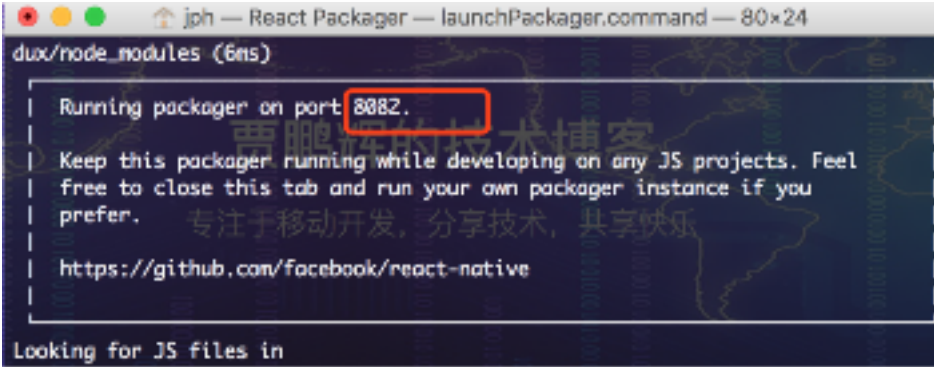 jph — React Packager — launchPackager.command — 80×24
dux/node_modules (6ms)
Running packager on port 8082.
贾鹏辉的技术博客
Keep this packager running while developing on any JS projects. Feel
free to close this tab and run your own packager instance if you
prefer.
专注于移动开发，分享技术，共享快乐
https://github.com/facebook/react-native
Looking for JS files in